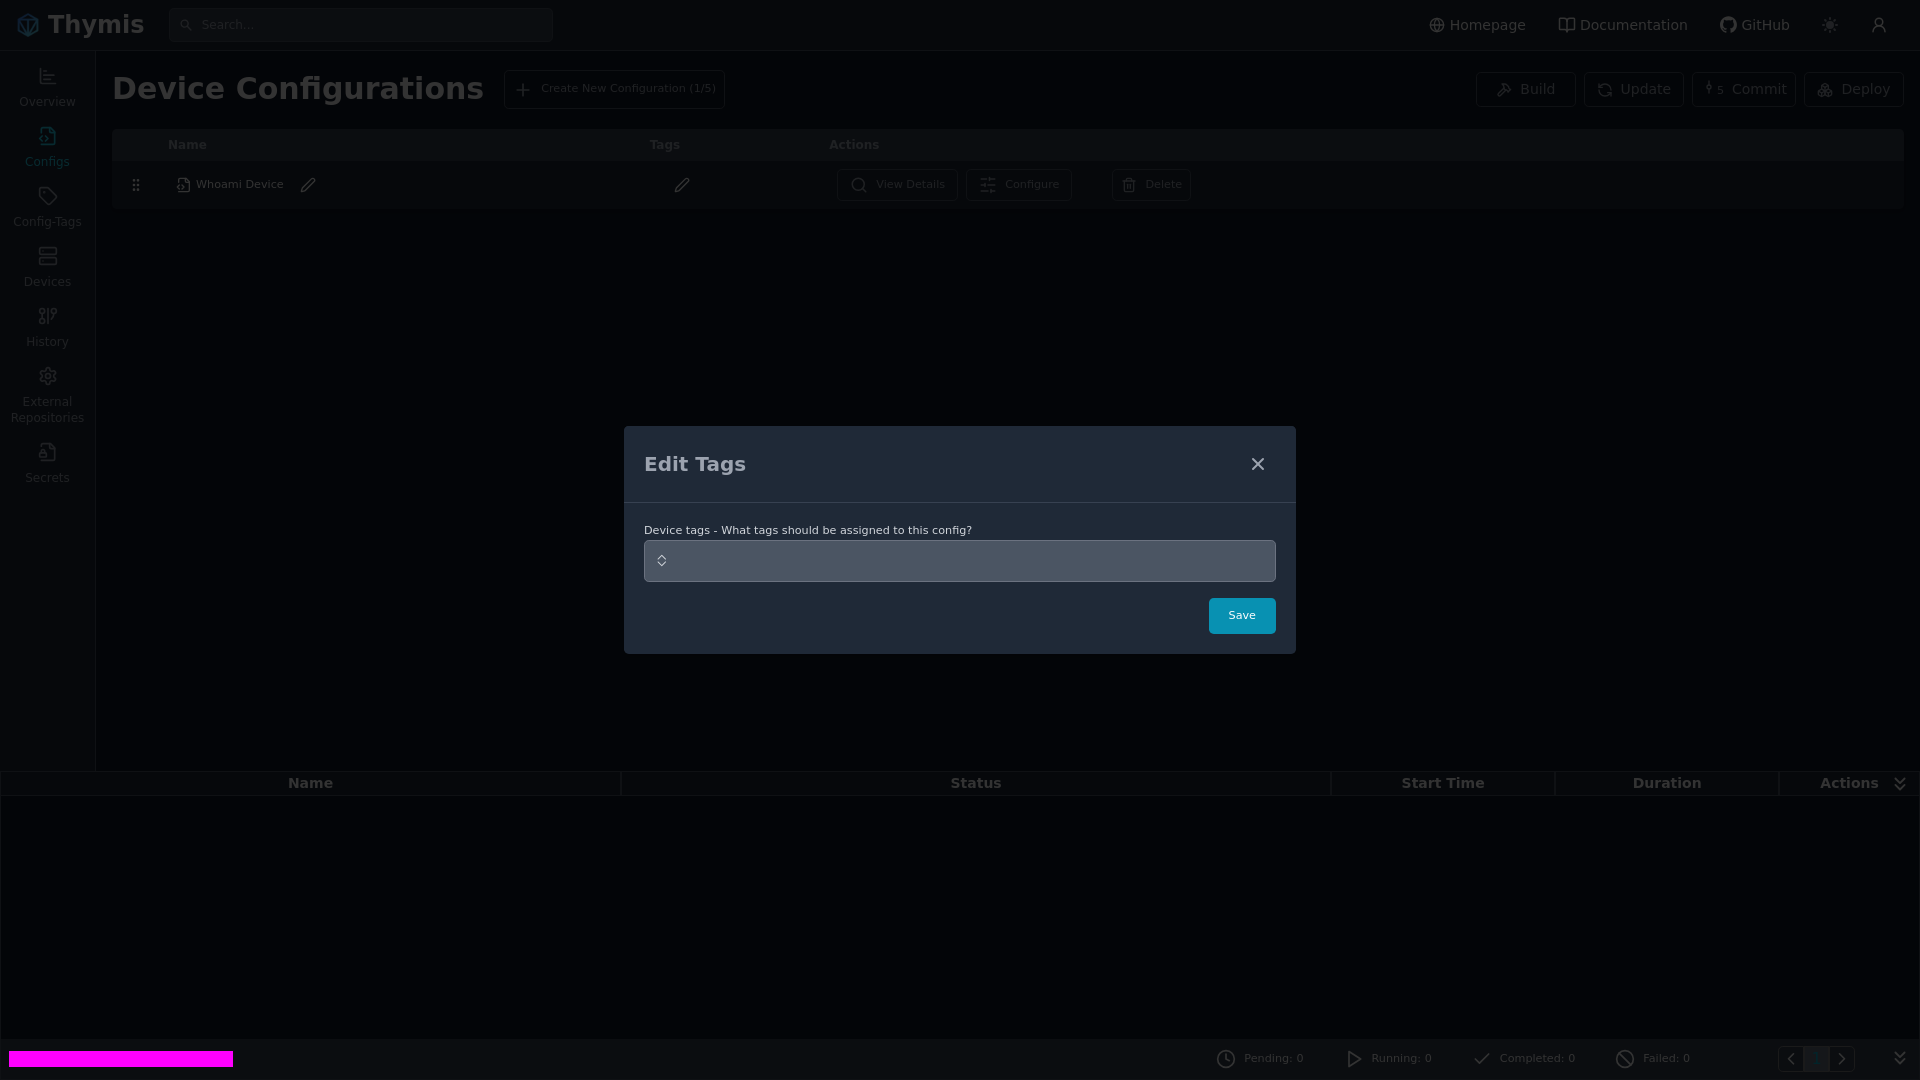 Thymis
Search...
Homepage
Documentation
GitHub
Overview
Configs
Config-Tags
Devices
History
External
Repositories
Secrets
Device Configurations
Create New Configuration (1/5)
Build
Update
s Commit
Deploy
Name Tags Actions
Whoami Device
View Details
Configure
Delete
Edit Tags
Device tags - What tags should be assigned to this config?
Save
Name Status Start Time Duration Actions
Pending: 0
Running: 0
Completed: 0
Failed: 0